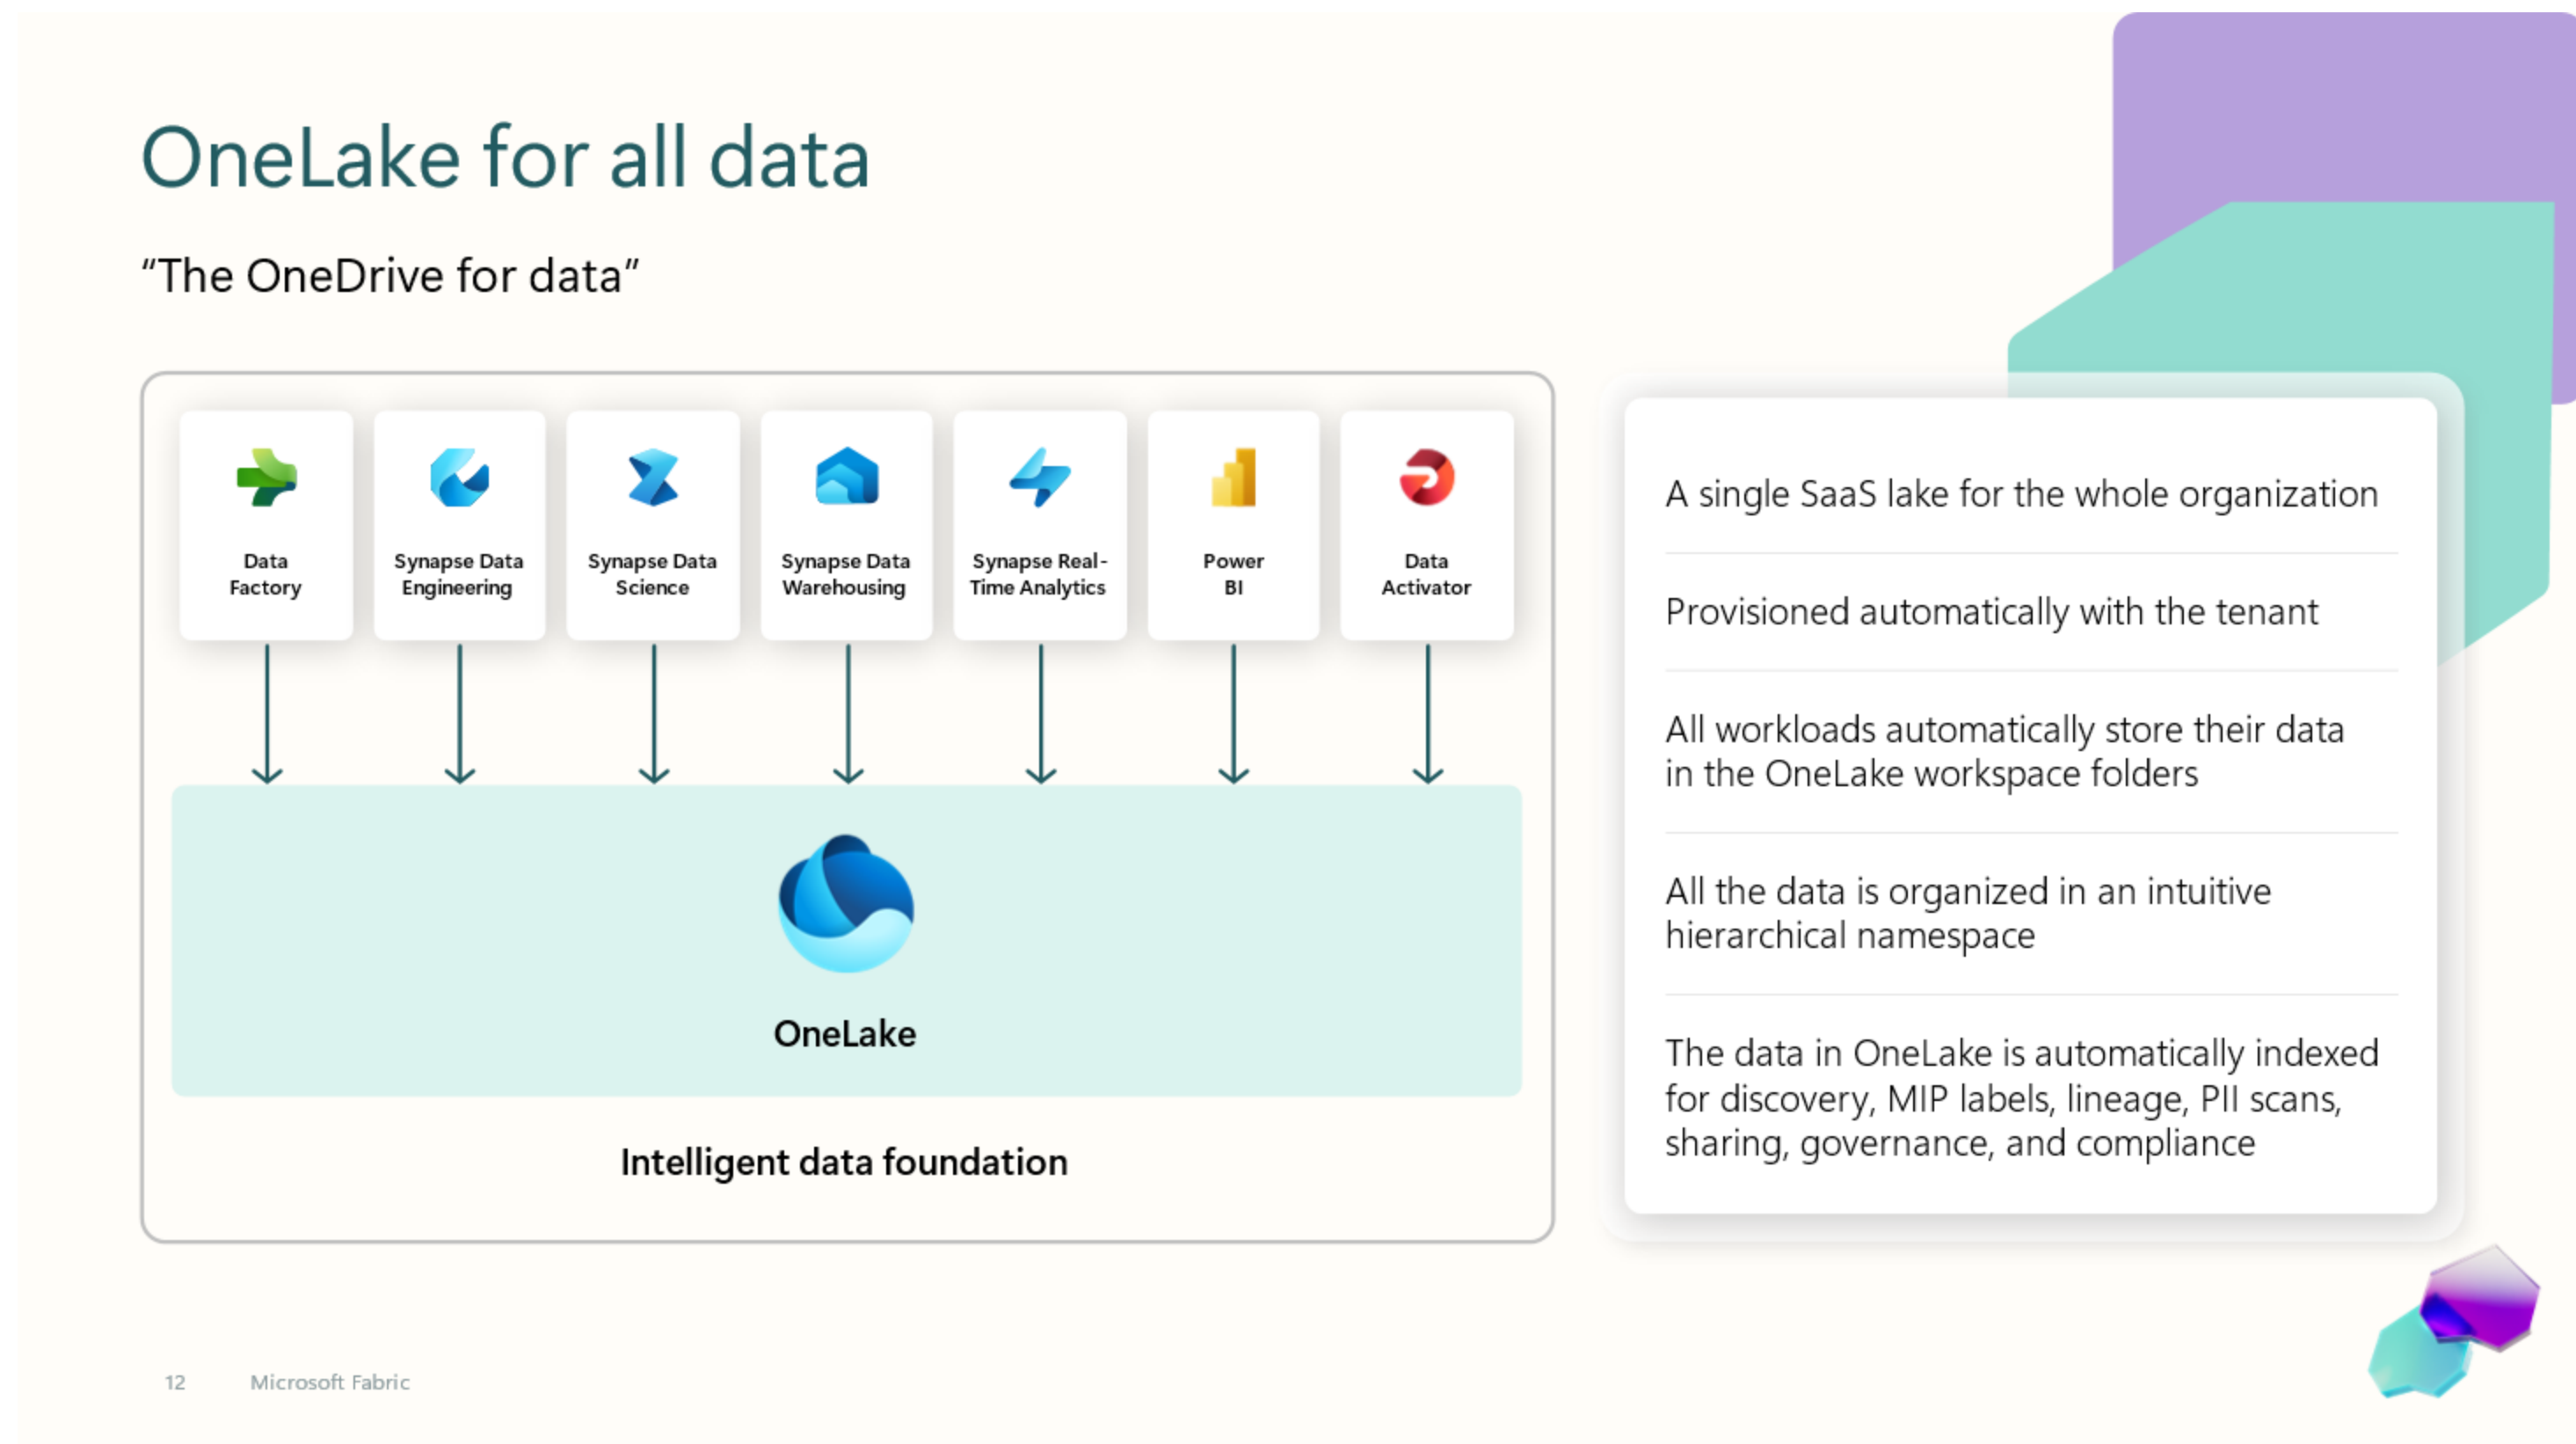 OneLake for all data
“The OneDrive for data”
Data
Factory
Synapse Data
Engineering
Synapse Data
Science
Synapse Data
Warehousing
Synapse Real-
Time Analytics
Power
BI
Data
Activator
OneLake
Intelligent data foundation
A single SaaS lake for the whole organization
Provisioned automatically with the tenant
All workloads automatically store their data
in the OneLake workspace folders
All the data is organized in an intuitive
hierarchical namespace
The data in OneLake is automatically indexed
for discovery, MIP labels, lineage, PII scans,
sharing, governance, and compliance
12
Microsoft Fabric